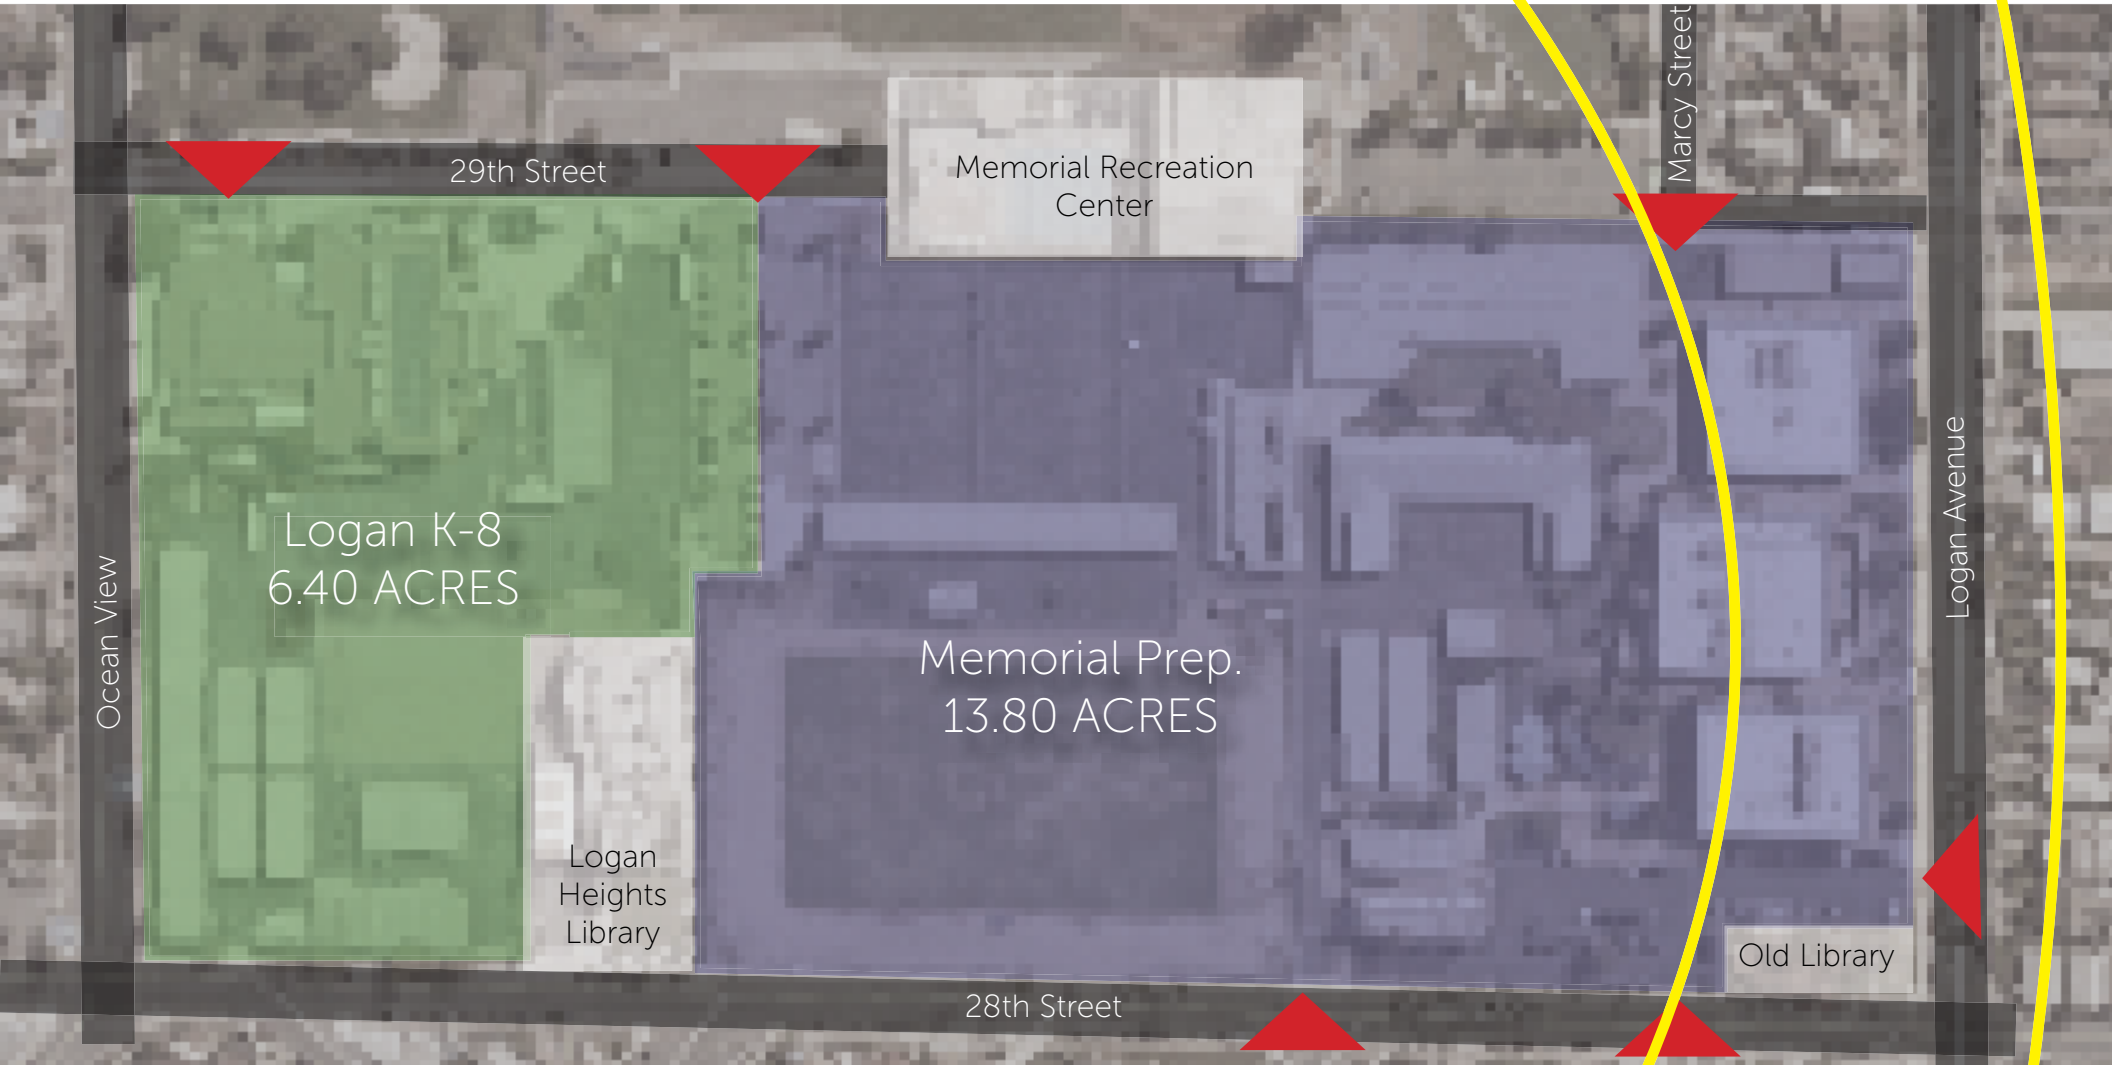 Marcy Street
29th Street
Memorial Recreation
Center
Logan K-8
6.40 ACRES
Ocean View
Logan Avenue
Memorial Prep.
13.80 ACRES
Logan
Heights
Library
Old Library
28th Street